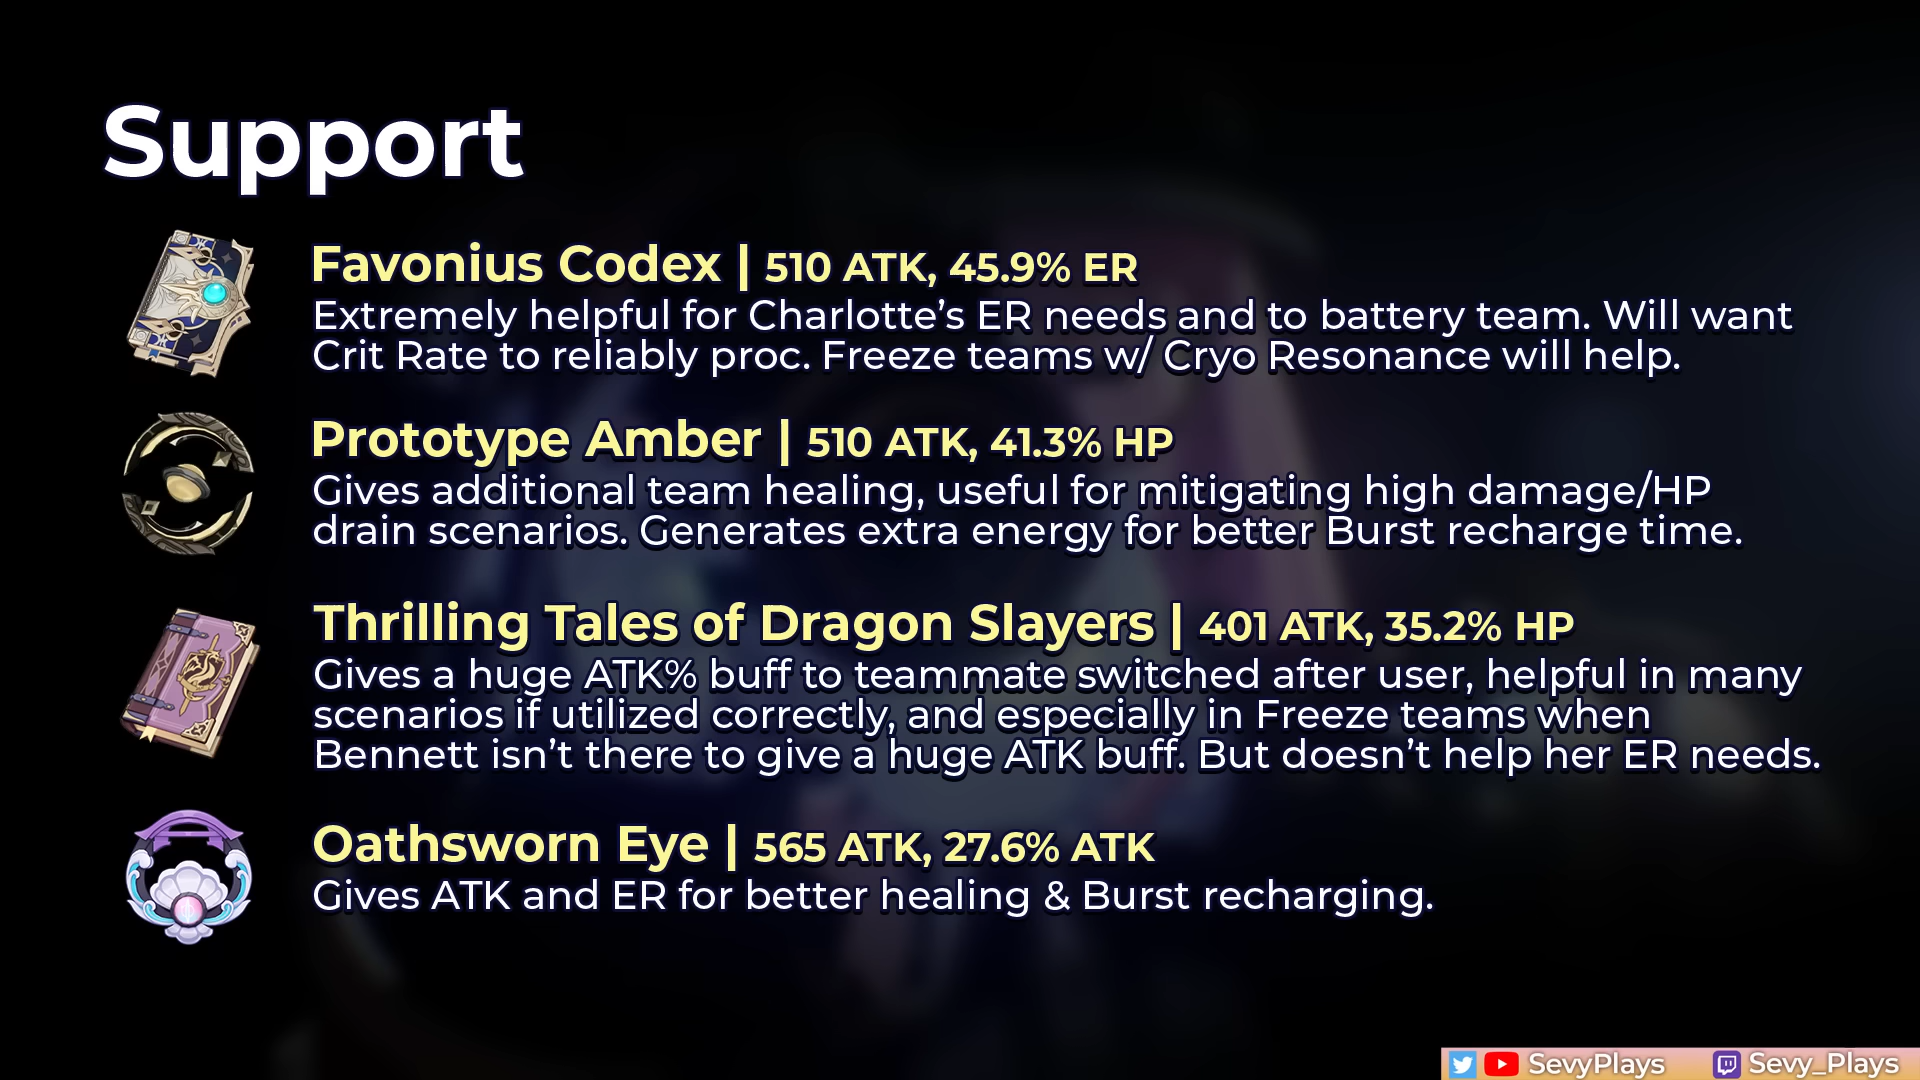 Support
Favonius Codex | 510 ATK, 45.9% ER
Extremely helpful for Charlotte’s ER needs and to battery team. Will want
Crit Rate to reliably proc. Freeze teams w/ Cryo Resonance will help.
Prototype Amber | 510 ATK, 41.3% HP
Gives additional team healing, useful for mitigating high damage/HP
drain scenarios. Generates extra energy for better Burst recharge time.
Thrilling Tales of Dragon Slayers | 401 ATK, 35.2% HP
Gives a huge ATK% buff to teammate switched after user, helpful in many
scenarios if utilized correctly, and especially in Freeze teams when
Bennett isn’t there to give a huge ATK buff. But doesn’t help her ER needs.
Oathsworn Eye | 565 ATK, 27.6% ATK
Gives ATK and ER for better healing & Burst recharging.
SevyPlays Sevy_Plays